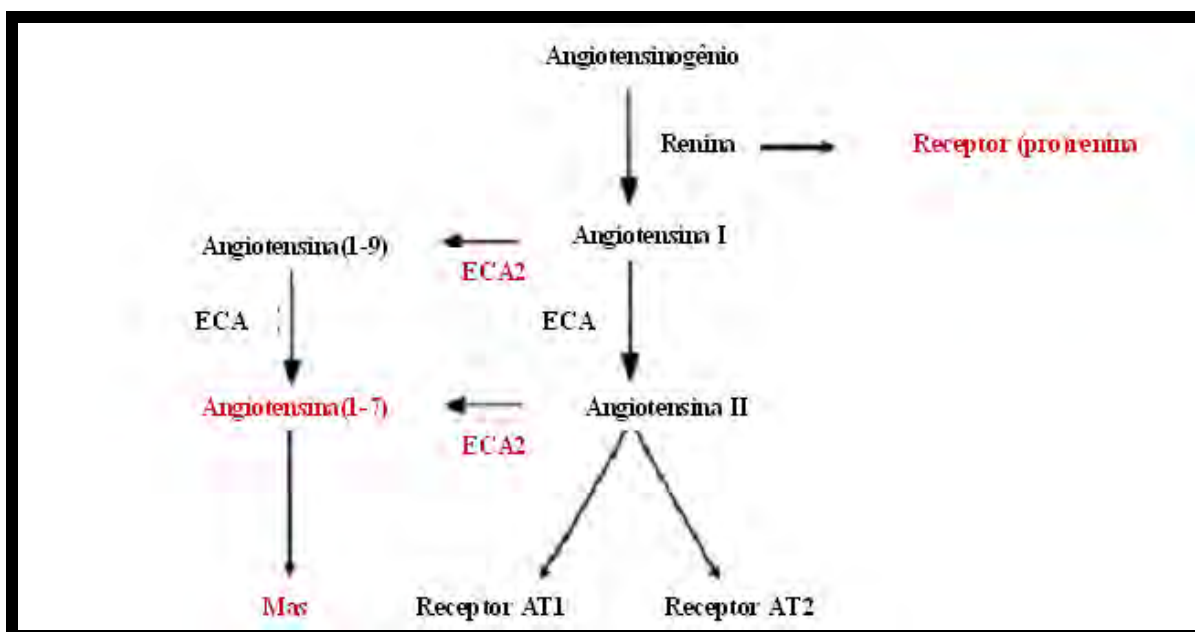 Angiotensinogênio
Renina
Receptor (pro)renina
Angiotensina(1-9)
ECA2
Angiotensina I
ECA
ECA
Angiotensina(1-7)
ECA2
Angiotensina II
Mas
Receptor AT1
Receptor AT2